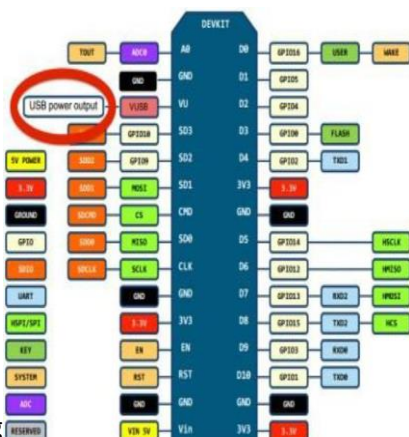 DEVKIT
TOUT ADC0 A0 D0 GPIO16 USER WAKE
GND GND D1 GPIO5
USB power output VUSB VU D2 GPIO4
GPIO10 SD3 D3 GPIO0 FLASH
5V POWER SDD2 GPIO9 SD2 D4 GPIO2 TXD1
3.3V SDD1 MOSI SD1 3V3 3.3V
GROUND SDCMD CS CMD GND GND
GPIO SDD0 MISO SD0 D5 GPIO14 HSCLK
SDIO SDCLK SCLK CLK D6 GPIO12 HMISO
UART GND GND D7 GPIO13 RXD2 HMOSI
HSPI/SPI 3.3V 3V3 D8 GPIO15 TXD2 HCS
KEY EN EN D9 GPIO3 RXD0
SYSTEM RST RST D10 GPIO1 TXD0
ADC GND GND GND GND
RESERVED VIN 5V Vin 3V3 3.3V